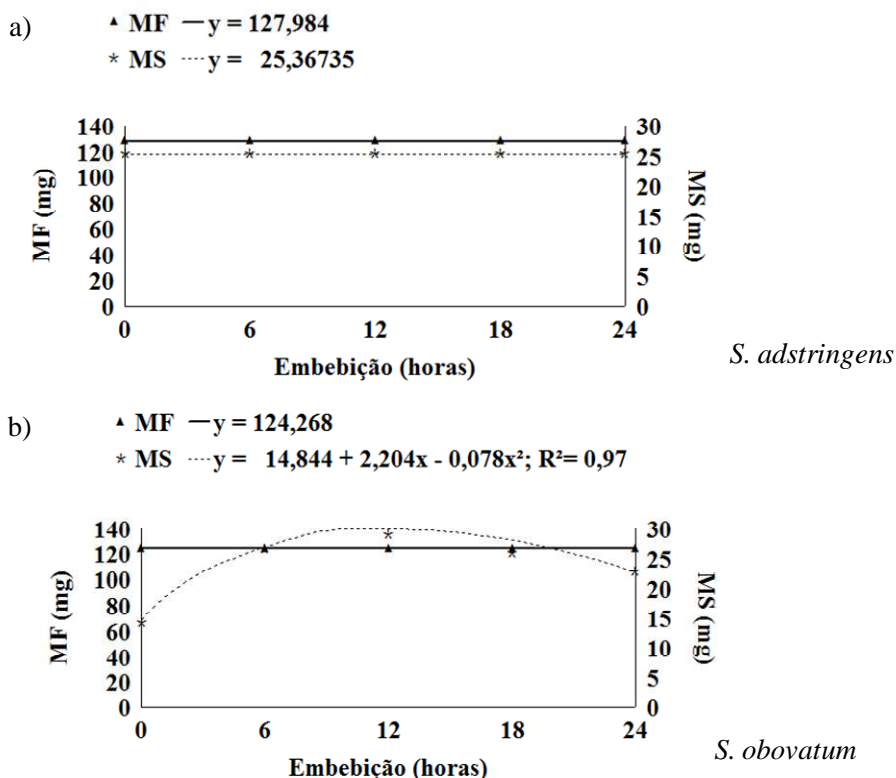 a)
▲ MF — y = 127,984
* MS ---- y = 25,36735
140
120
100
80
60
40
20
0
MF (mg)
30
25
20
15
10
5
0
MS (mg)
0 6 12 18 24
Embebição (horas)
S. adstringens
b)
▲ MF — y = 124,268
* MS ---- y = 14,844 + 2,204x - 0,078x²; R²= 0,97
140
120
100
80
60
40
20
0
MF (mg)
30
25
20
15
10
5
0
MS (mg)
0 6 12 18 24
Embebição (horas)
S. obovatum